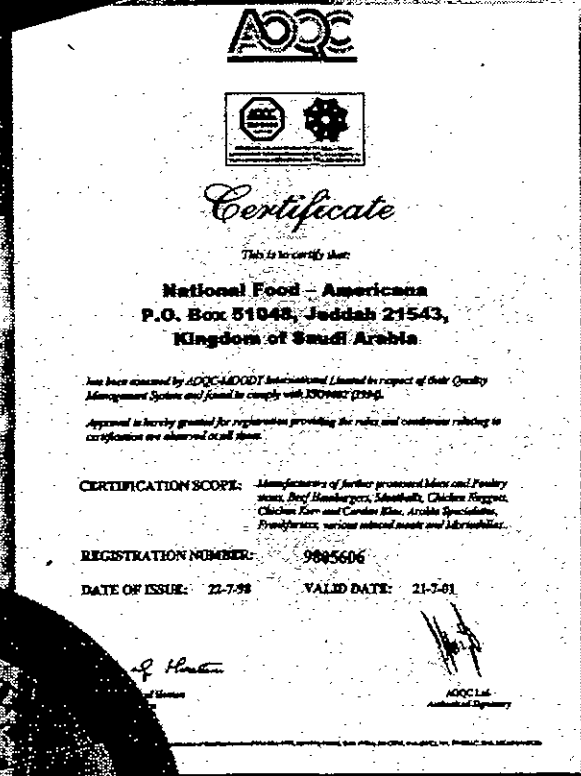 AOQC
AOQC
Certificate
This is to certify that:
National Food – Americana
P.O. Box 51048, Jeddah 21543,
Kingdom of Saudi Arabia
has been assessed by AOQC-MOODY International Limited in respect of their Quality
Management System and found to comply with ISO9002 (1994).
Approval is hereby granted for registration providing the rules and conditions relating to
certification are observed at all times.
CERTIFICATION SCOPE: Manufacturers of further processed Meat and Poultry
items, Beef Hamburgers, Meatballs, Chicken Nuggets,
Chicken Kiev and Cordon Bleu, Arabic Specialities,
Frankfurters, various minced meats and Mortadellas.
REGISTRATION NUMBER: 9805606
DATE OF ISSUE: 22-7-98 VALID DATE: 21-7-01
AOQC Ltd.
Authorised Signatory